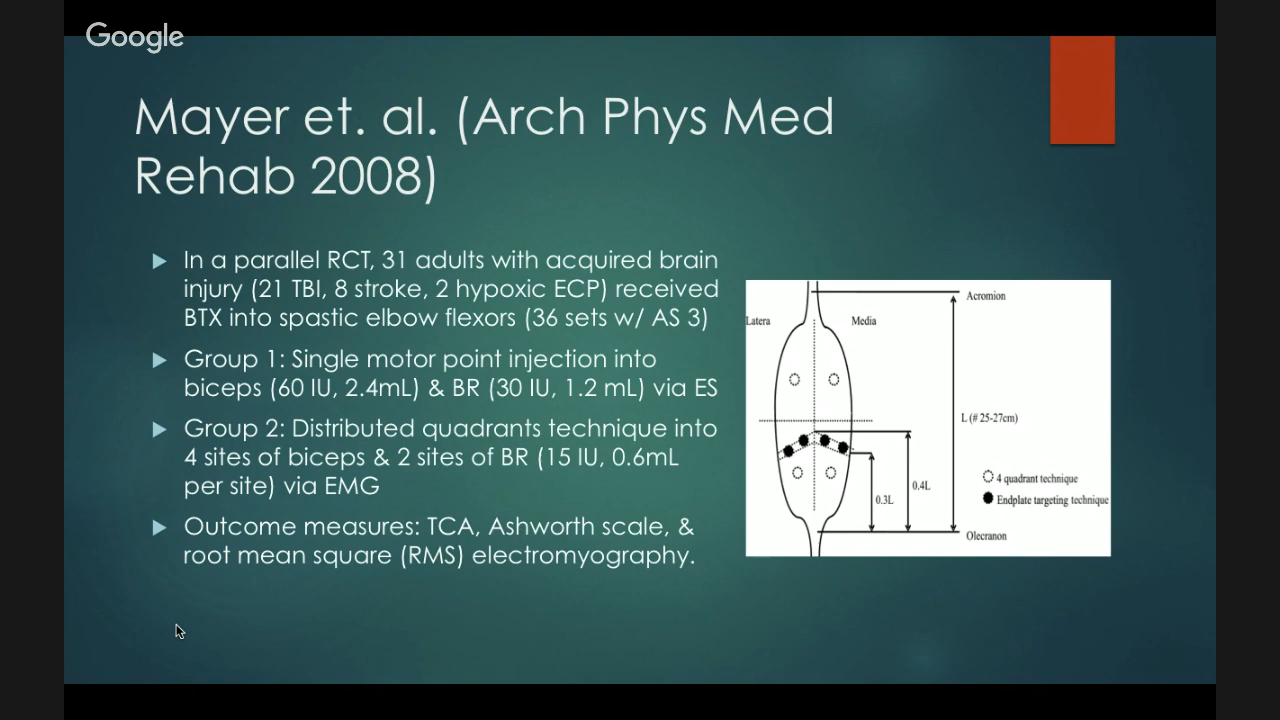 Google
Mayer et. al. (Arch Phys Med
Rehab 2008)
In a parallel RCT, 31 adults with acquired brain
injury (21 TBI, 8 stroke, 2 hypoxic ECP) received
BTX into spastic elbow flexors (36 sets w/ AS 3)
Group 1: Single motor point injection into
biceps (60 IU, 2.4mL) & BR (30 IU, 1.2 mL) via ES
Group 2: Distributed quadrants technique into
4 sites of biceps & 2 sites of BR (15 IU, 0.6mL
per site) via EMG
Outcome measures: TCA, Ashworth scale, &
root mean square (RMS) electromyography.
Acromion
Latera
Media
L (# 25-27cm)
4 quadrant technique
0.4L
0.3L
Endplate targeting technique
Olecranon